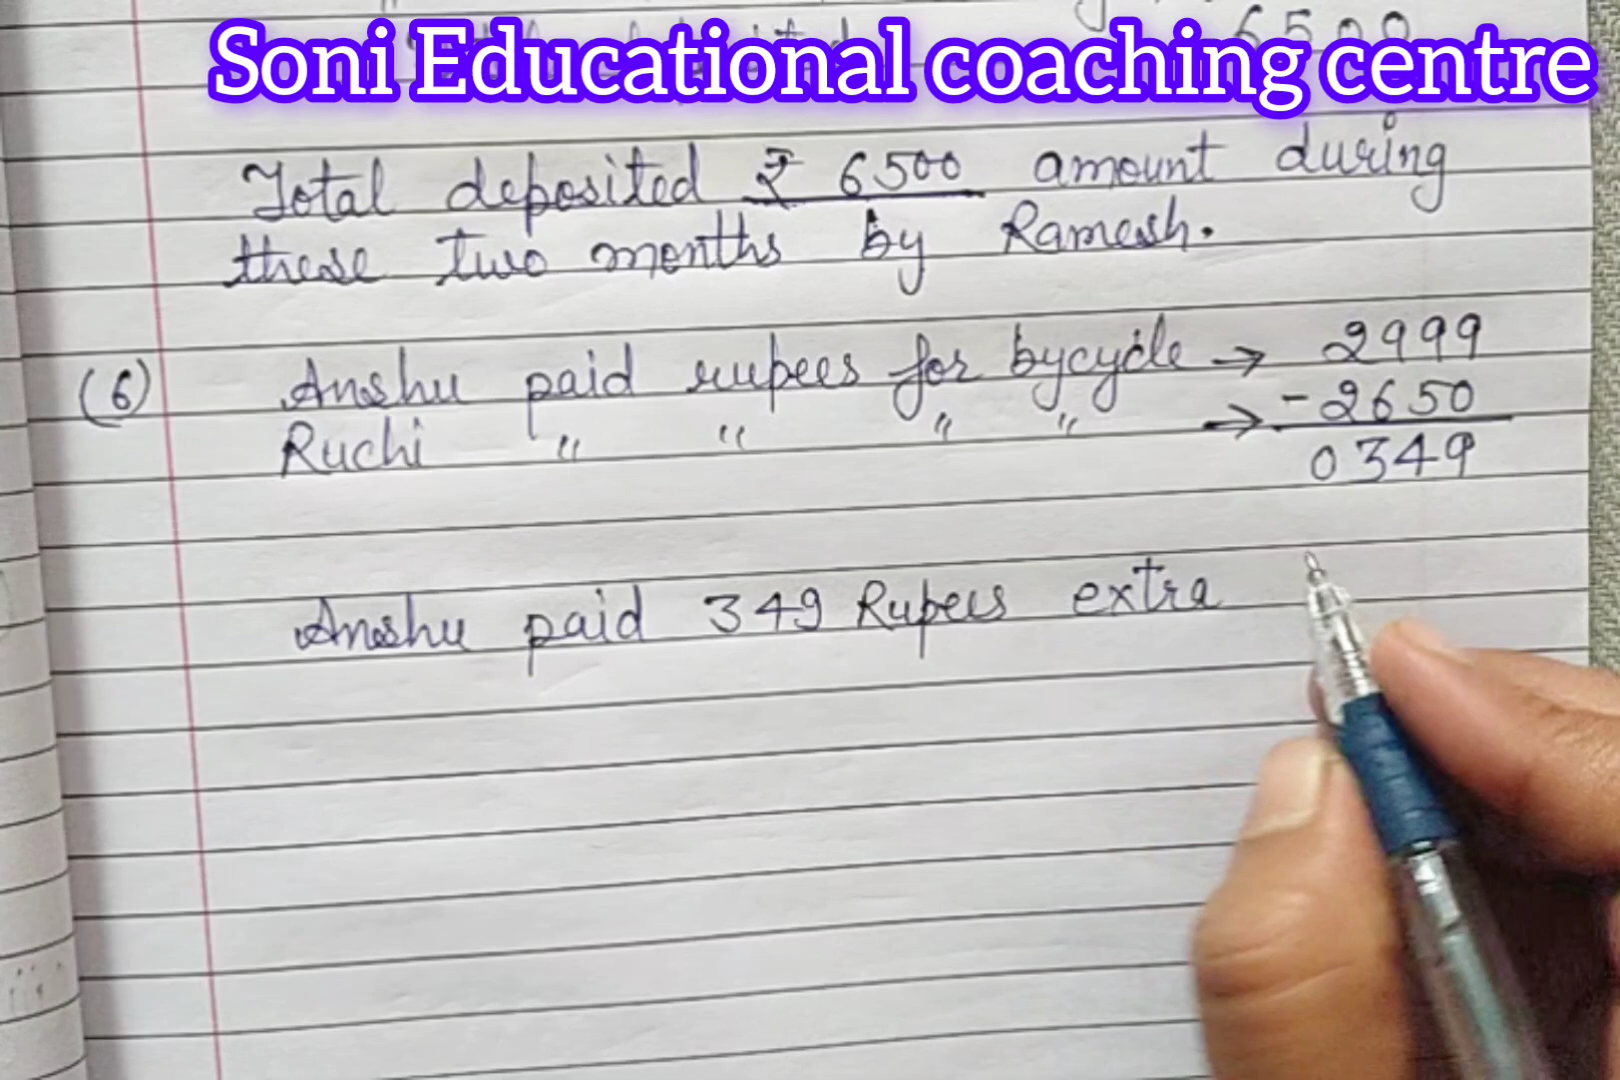 6500
Soni Educational coaching centre
Total deposited ₹ 6500 amount during
these two months by Ramesh.
(6) Anshu paid rupees for bycycle → 2999
Ruchi " " " " → - 2650
0349
Anshu paid 349 Rupees extra